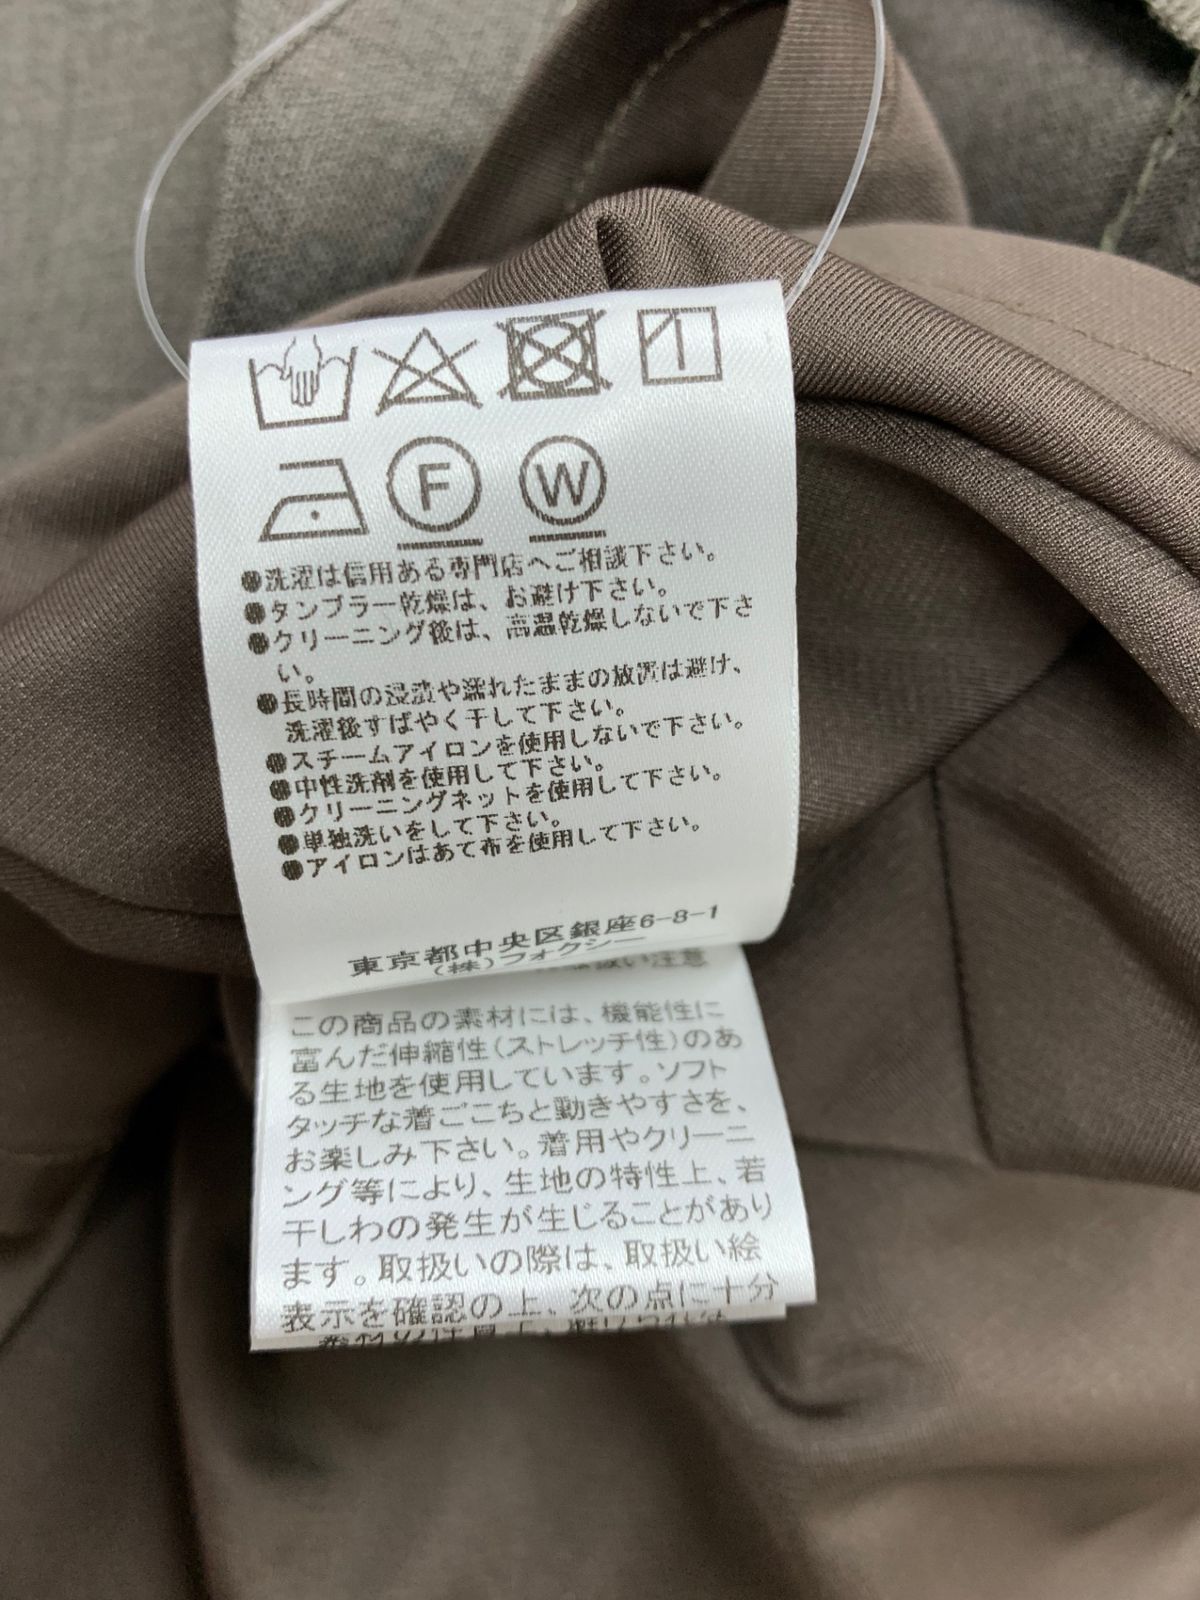 F W
●洗濯は信用ある専門店へご相談下さい。
●タンブラー乾燥は、お避け下さい。
●クリーニング後は、高温乾燥しないで下さ
い。
●長時間の浸漬や濡れたままの放置は避け、
洗濯後すばやく干して下さい。
●スチームアイロンを使用しないで下さい。
●中性洗剤を使用して下さい。
●クリーニングネットを使用して下さい。
●単独洗いをして下さい。
●アイロンはあて布を使用して下さい。
東京都中央区銀座6-8-1
(株)フォクシー
扱い注意
この商品の素材には、機能性に
富んだ伸縮性(ストレッチ性)のあ
る生地を使用しています。ソフト
タッチな着ごこちと動きやすさを、
お楽しみ下さい。着用やクリーニ
ング等により、生地の特性上、若
干しわの発生が生じることがあり
ます。取扱いの際は、取扱い絵
表示を確認の上、次の点に十分